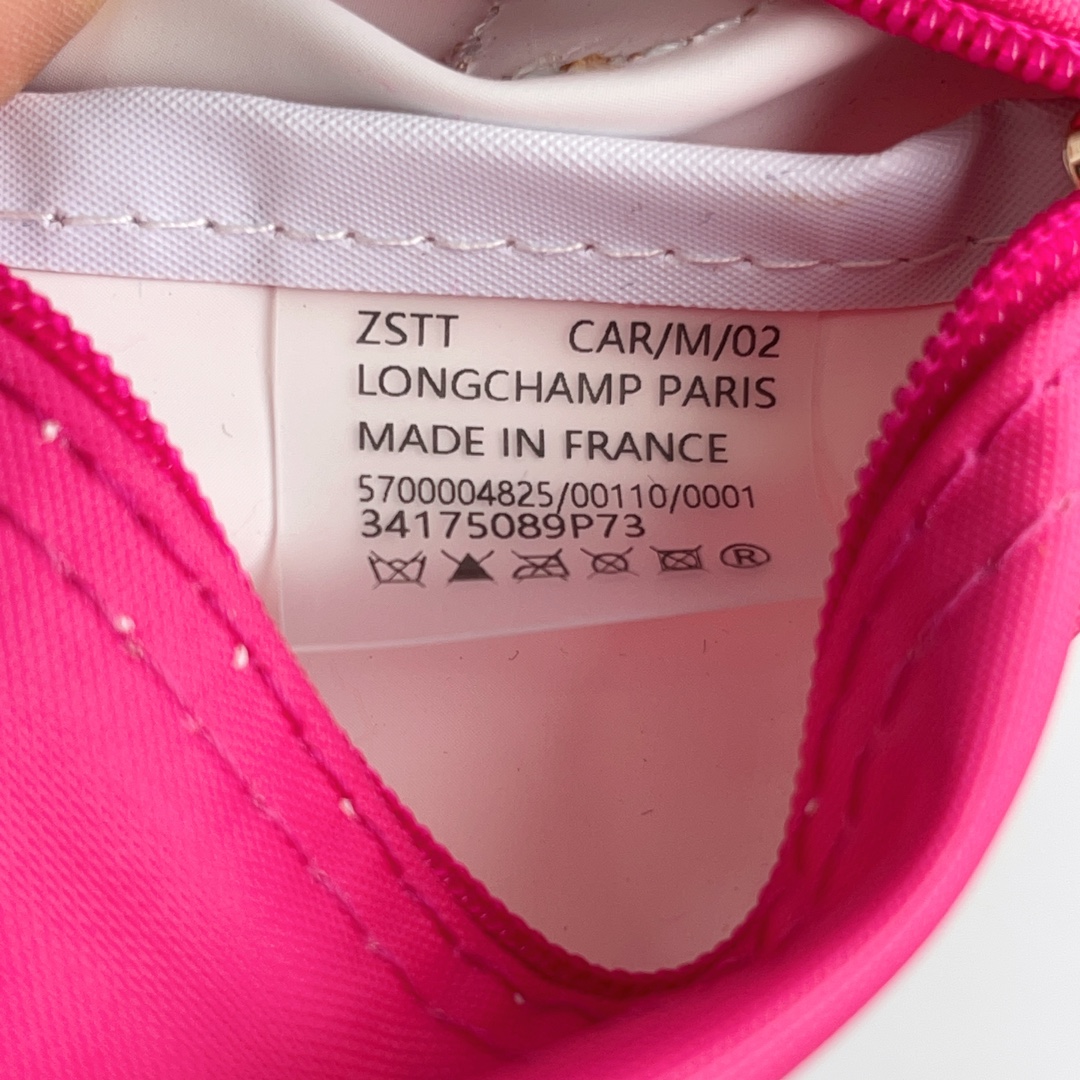 ZSTT CAR/M/02
LONGCHAMP PARIS
MADE IN FRANCE
5700004825/00110/0001
34175089P73
®